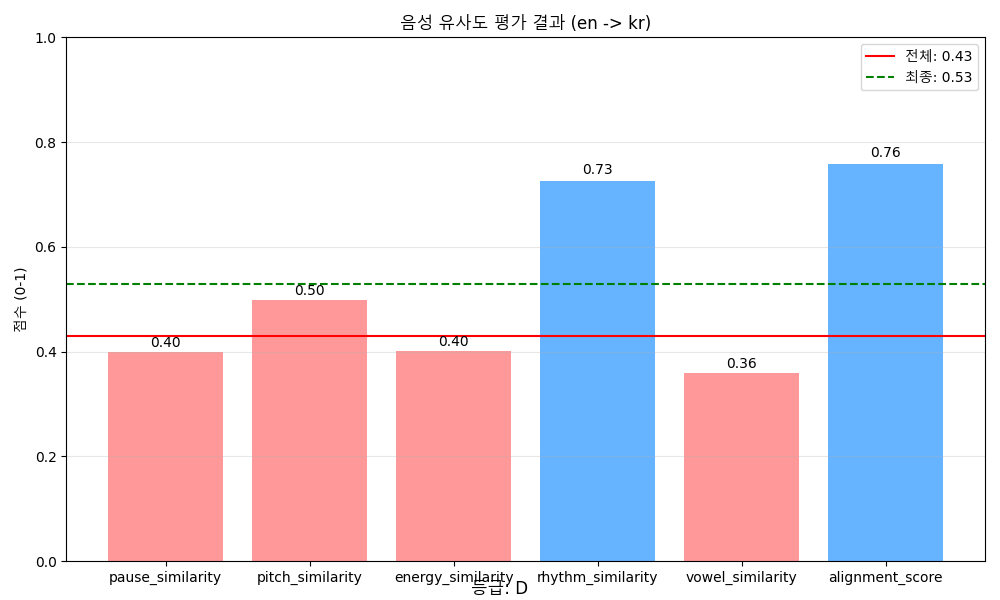 음성 유사도 평가 결과 (en -> kr)
전체: 0.43
최종: 0.53
점수 (0-1)
1.0
0.8
0.6
0.4
0.2
0.0
0.40
0.50
0.40
0.73
0.36
0.76
pause_similarity
pitch_similarity
energy_similarity
rhythm_similarity
vowel_similarity
alignment_score
등급: D